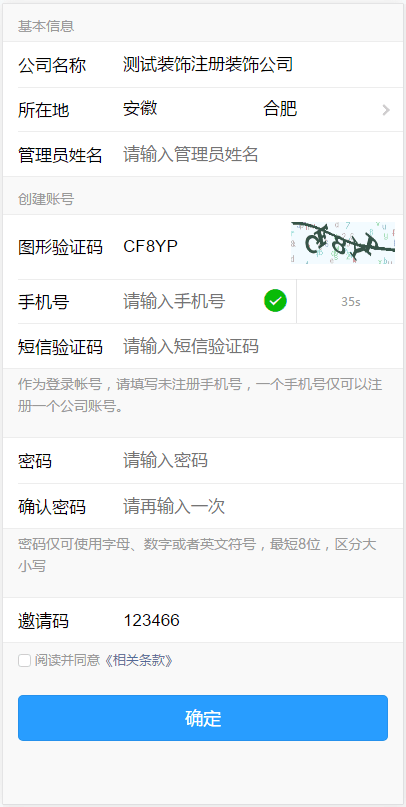 基本信息
公司名称 测试装饰注册装饰公司
所在地 安徽 合肥
管理员姓名 请输入管理员姓名
创建账号
图形验证码 CF8YP
手机号 请输入手机号 35s
短信验证码 请输入短信验证码
作为登录帐号，请填写未注册手机号，一个手机号仅可以注
册一个公司账号。
密码 请输入密码
确认密码 请再输入一次
密码仅可使用字母、数字或者英文符号，最短8位，区分大
小写
邀请码 123466
阅读并同意《相关条款》
确定